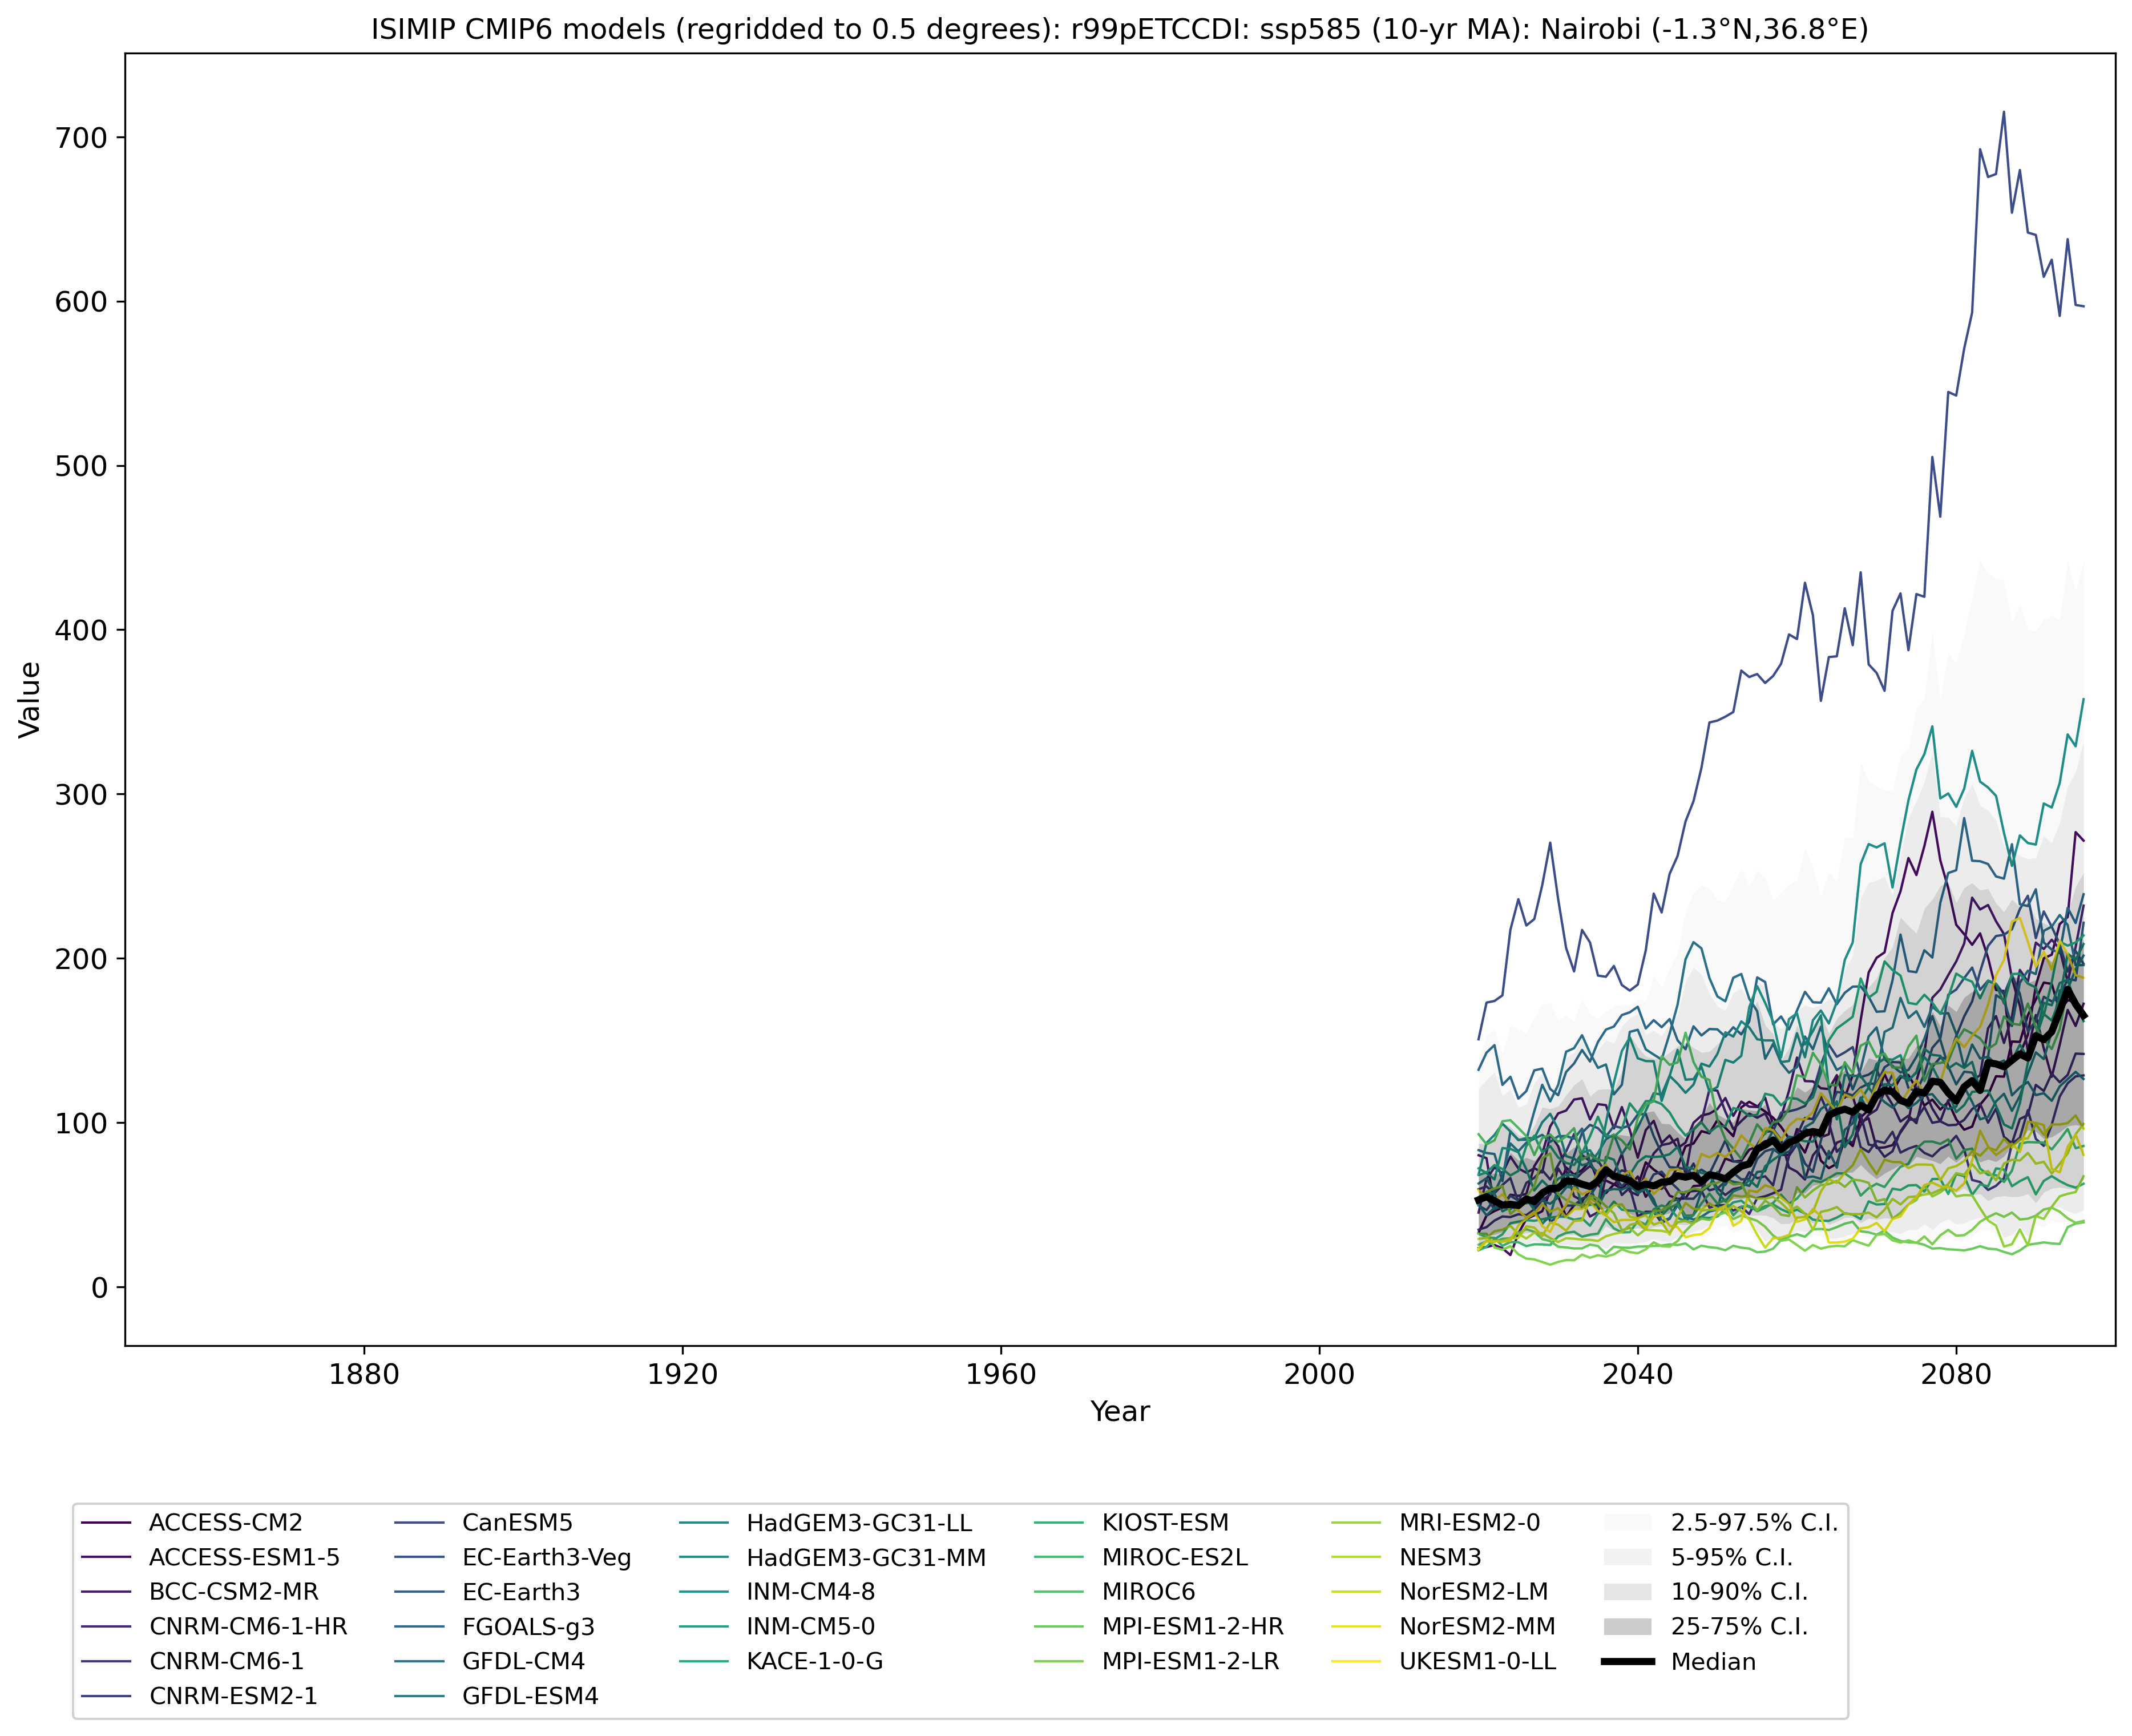 ISIMIP CMIP6 models (regridded to 0.5 degrees): r99pETCCDI: ssp585 (10-yr MA): Nairobi (-1.3°N,36.8°E)
700
600
500
400
300
200
100
0
Value
1880
1920
1960
2000
2040
2080
Year
ACCESS-CM2
ACCESS-ESM1-5
BCC-CSM2-MR
CNRM-CM6-1-HR
CNRM-CM6-1
CNRM-ESM2-1
CanESM5
EC-Earth3-Veg
EC-Earth3
FGOALS-g3
GFDL-CM4
GFDL-ESM4
HadGEM3-GC31-LL
HadGEM3-GC31-MM
INM-CM4-8
INM-CM5-0
KACE-1-0-G
KIOST-ESM
MIROC-ES2L
MIROC6
MPI-ESM1-2-HR
MPI-ESM1-2-LR
MRI-ESM2-0
NESM3
NorESM2-LM
NorESM2-MM
UKESM1-0-LL
2.5-97.5% C.I.
5-95% C.I.
10-90% C.I.
25-75% C.I.
Median